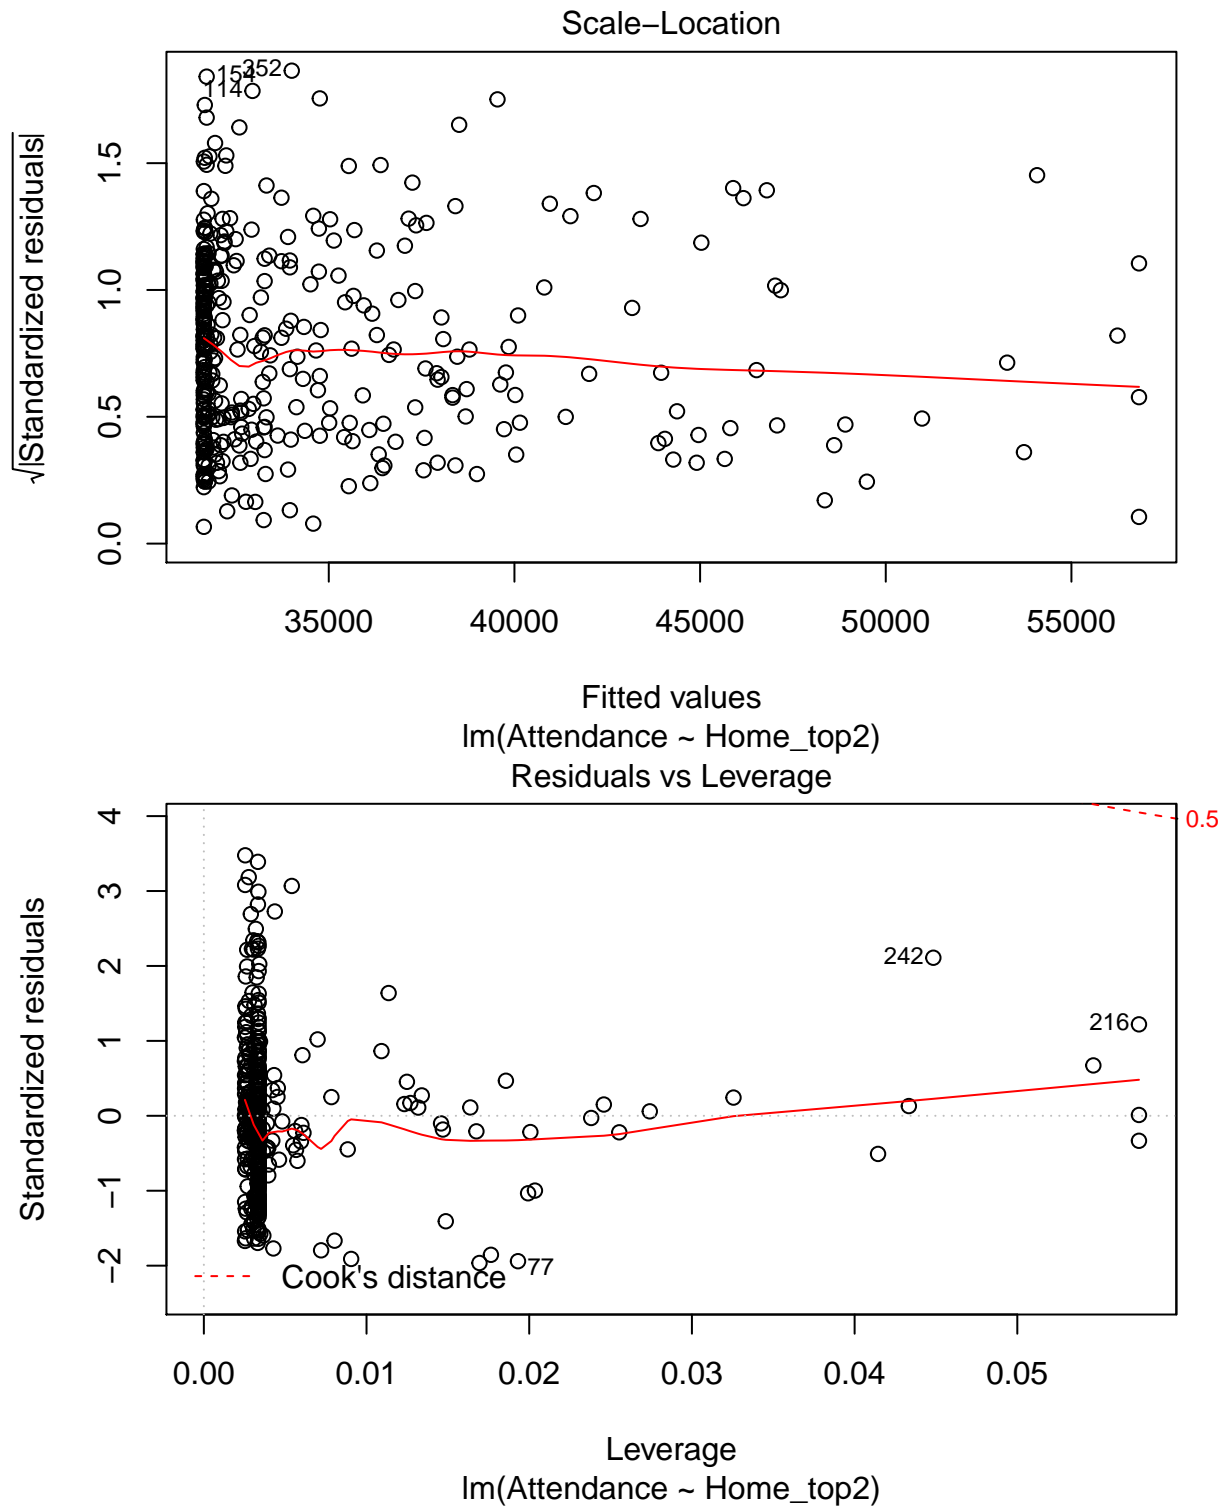 Scale−Location
√|Standardized residuals|
0.0 0.5 1.0 1.5
154
352
114
35000 40000 45000 50000 55000
Fitted values
lm(Attendance ~ Home_top2)
Residuals vs Leverage
Standardized residuals
−2 −1 0 1 2 3 4
0.5
242
216
77
Cook's distance
0.00 0.01 0.02 0.03 0.04 0.05
Leverage
lm(Attendance ~ Home_top2)